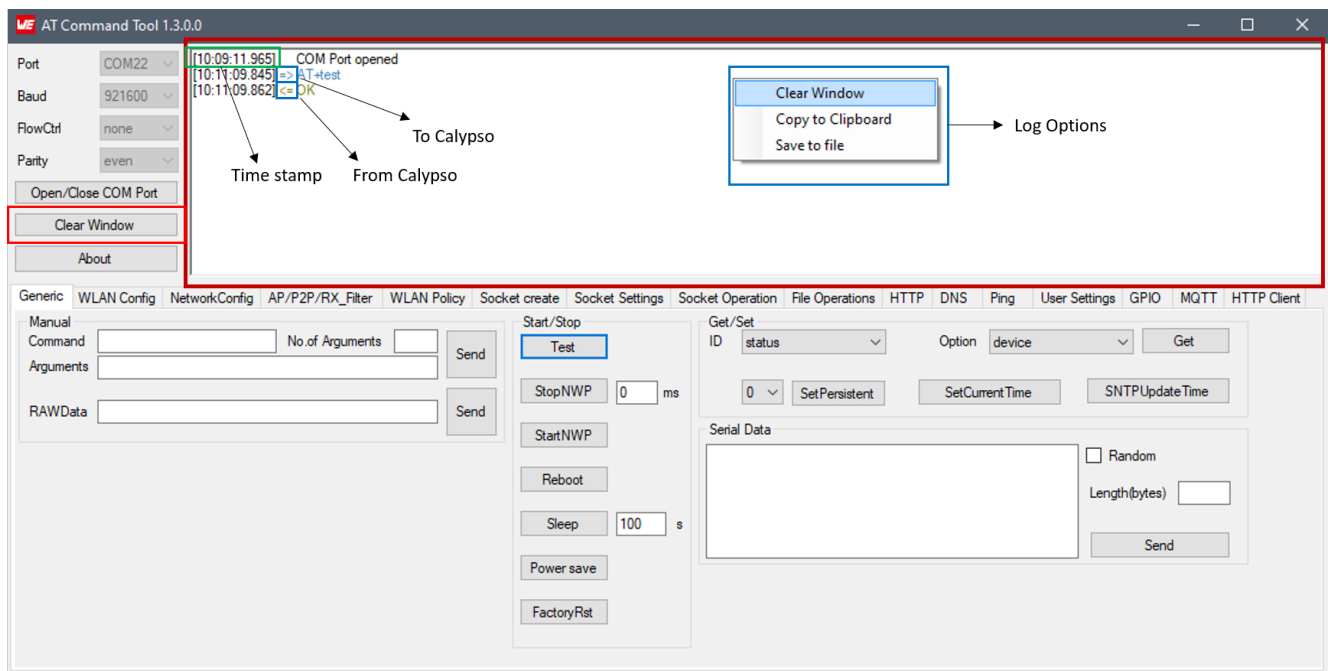 WE AT Command Tool 1.3.0.0
Port COM22
Baud 921600
FlowCtrl none
Parity even
Open/Close COM Port
Clear Window
About
[10:09:11.965] COM Port opened
[10:11:09.845] => AT+test
[10:11:09.862] <= OK
To Calypso
Time stamp
From Calypso
Clear Window
Copy to Clipboard
Save to file
Log Options
Generic WLAN Config NetworkConfig AP/P2P/RX_Filter WLAN Policy Socket create Socket Settings Socket Operation File Operations HTTP DNS Ping User Settings GPIO MQTT HTTP Client
Manual
Command No.of Arguments Send
Arguments
RAWData Send
Start/Stop
Test
StopNWP 0 ms
StartNWP
Reboot
Sleep 100 s
Power save
FactoryRst
Get/Set
ID status Option device Get
0 SetPersistent SetCurrentTime SNTPUpdateTime
Serial Data
Random
Length(bytes)
Send